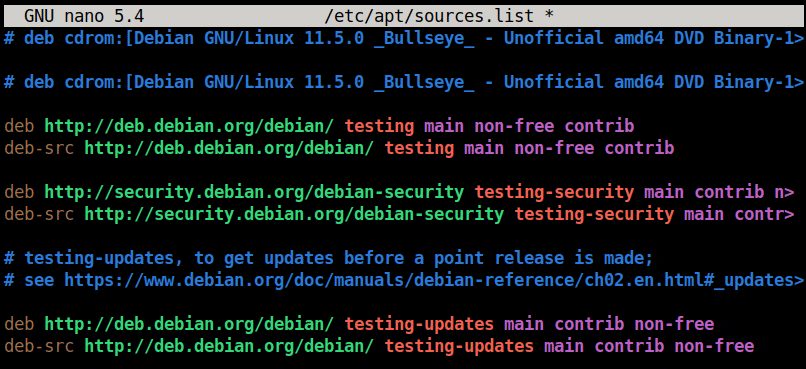 GNU nano 5.4 /etc/apt/sources.list *
# deb cdrom:[Debian GNU/Linux 11.5.0 _Bullseye_ - Unofficial amd64 DVD Binary-1>
# deb cdrom:[Debian GNU/Linux 11.5.0 _Bullseye_ - Unofficial amd64 DVD Binary-1>
deb http://deb.debian.org/debian/ testing main non-free contrib
deb-src http://deb.debian.org/debian/ testing main non-free contrib
deb http://security.debian.org/debian-security testing-security main contrib n>
deb-src http://security.debian.org/debian-security testing-security main contr>
# testing-updates, to get updates before a point release is made;
# see https://www.debian.org/doc/manuals/debian-reference/ch02.en.html#_updates>
deb http://deb.debian.org/debian/ testing-updates main contrib non-free
deb-src http://deb.debian.org/debian/ testing-updates main contrib non-free